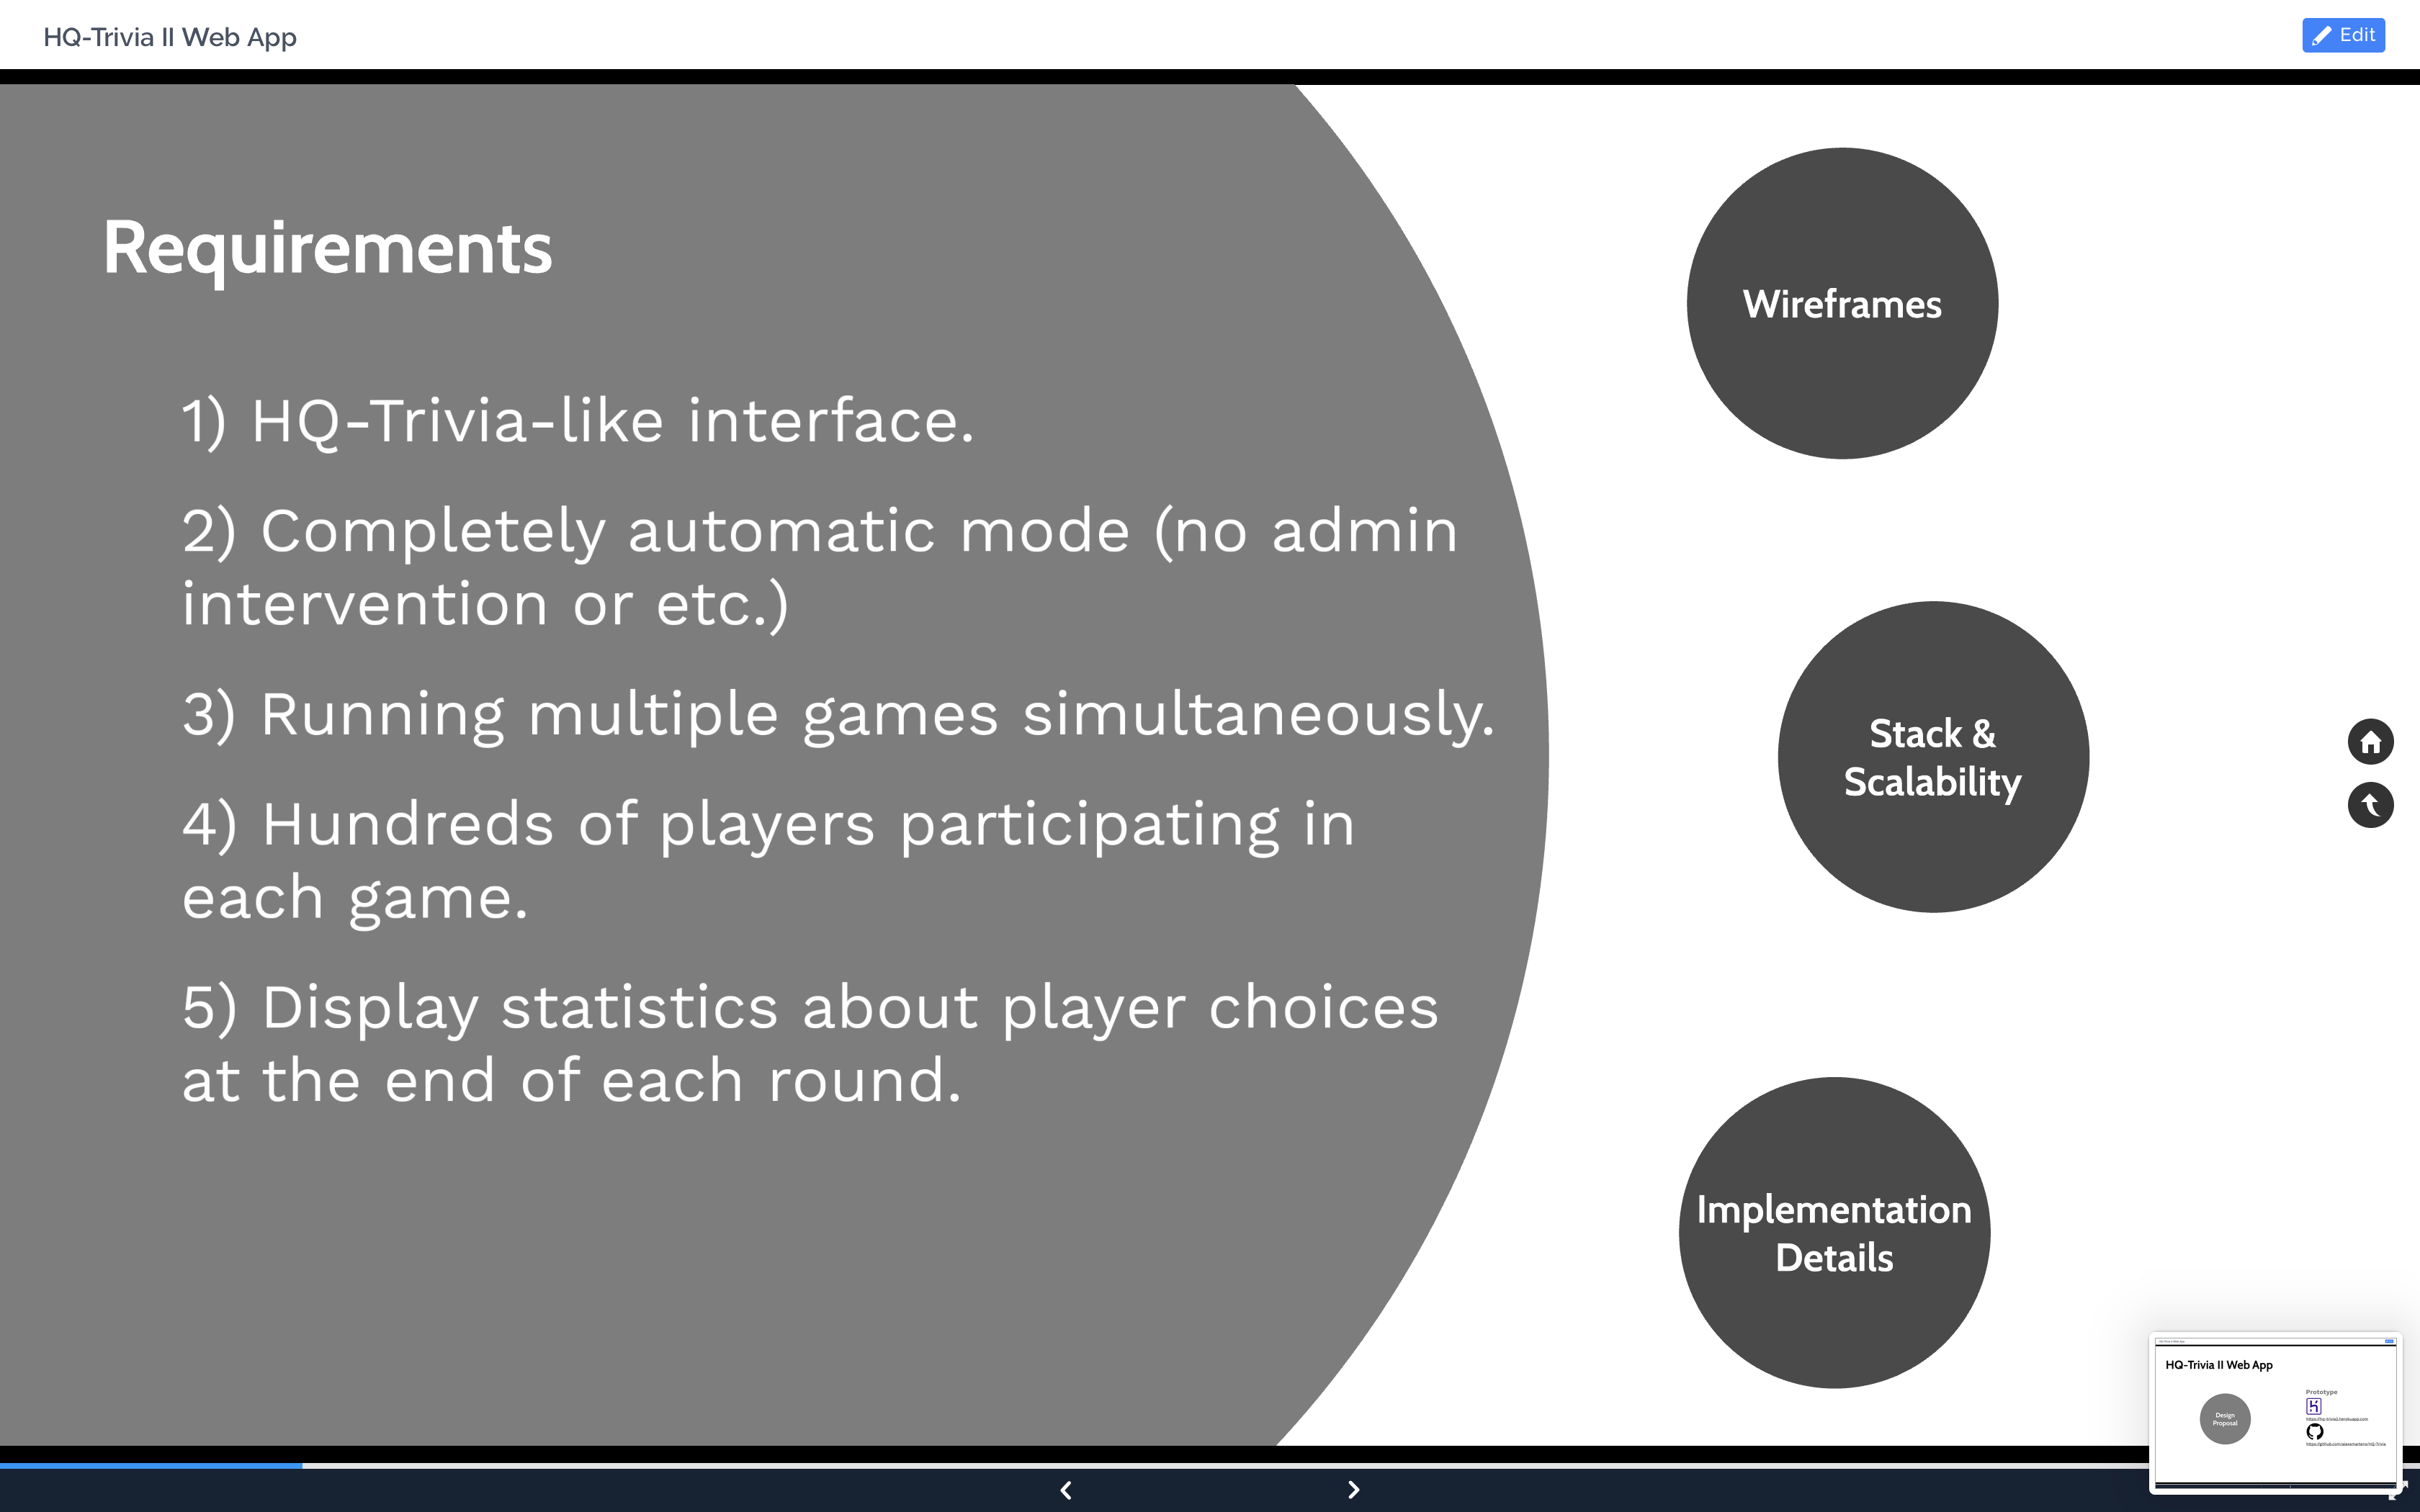 HQ-Trivia II Web App
Edit
Requirements
1) HQ-Trivia-like interface.
2) Completely automatic mode (no admin
intervention or etc.)
3) Running multiple games simultaneously.
4) Hundreds of players participating in
each game.
5) Display statistics about player choices
at the end of each round.
Wireframes
Stack &
Scalability
Implementation
Details
HQ-Trivia II Web App
Design
Proposal
Prototype